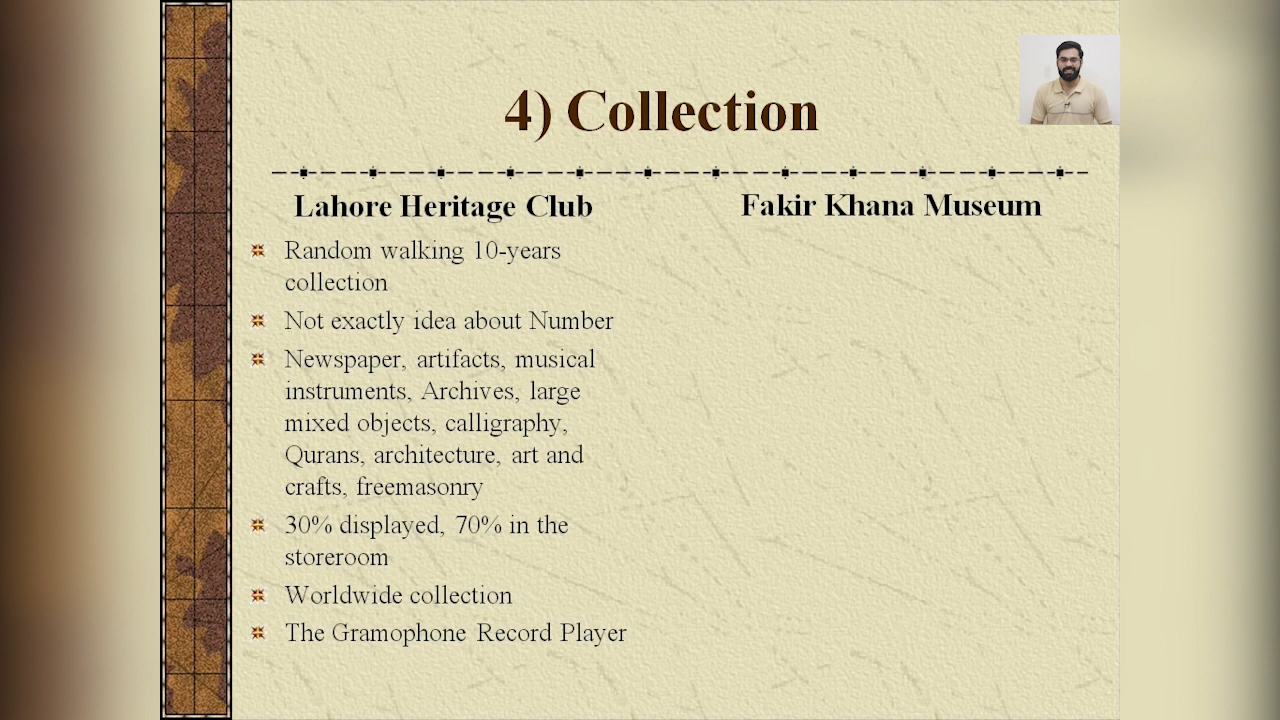 4) Collection
Lahore Heritage Club
Random walking 10-years
collection
Not exactly idea about Number
Newspaper, artifacts, musical
instruments, Archives, large
mixed objects, calligraphy,
Qurans, architecture, art and
crafts, freemasonry
30% displayed, 70% in the
storeroom
Worldwide collection
The Gramophone Record Player
Fakir Khana Museum